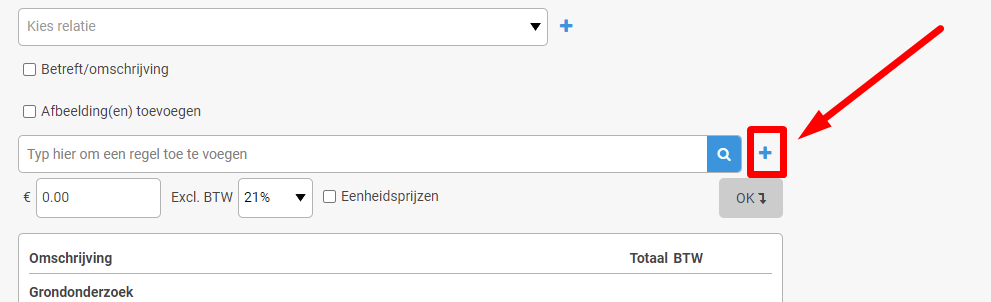 Kies relatie
Betreft/omschrijving
Afbeelding(en) toevoegen
Typ hier om een regel toe te voegen
€ 0.00 Excl. BTW 21% Eenheidsprijzen OK
Omschrijving Totaal BTW
Grondonderzoek